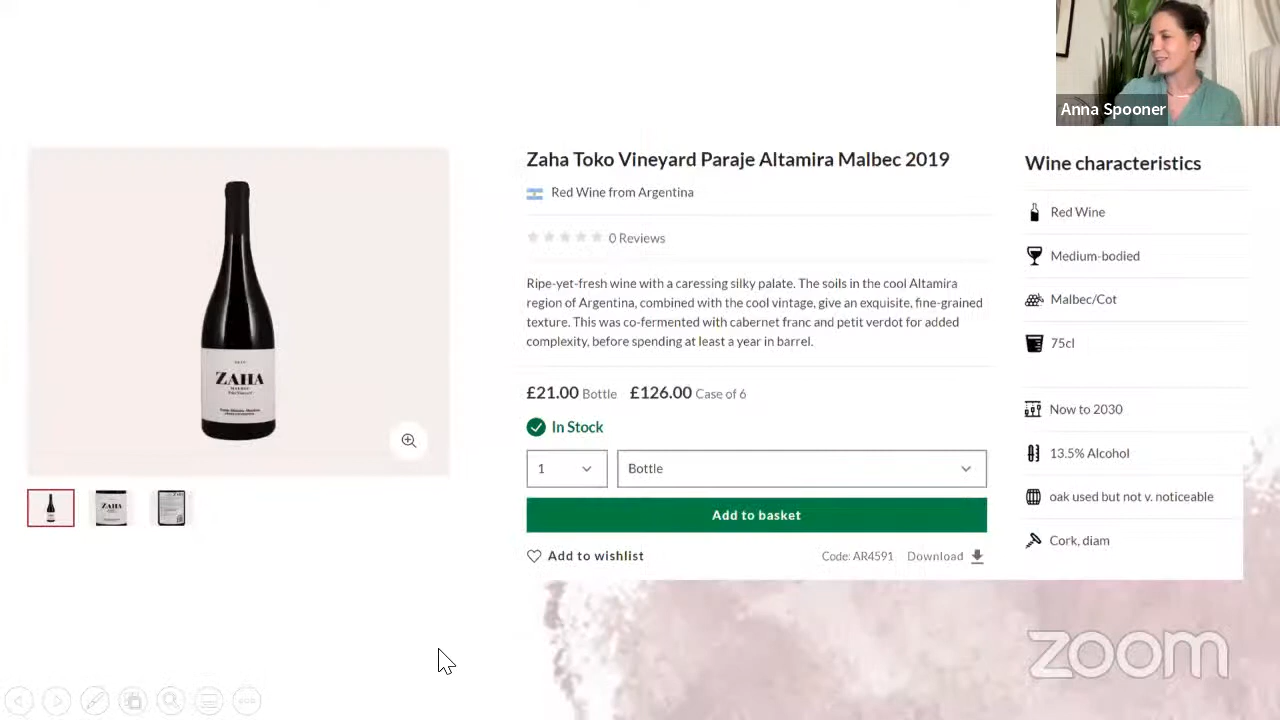 Anna Spooner
Zaha Toko Vineyard Paraje Altamira Malbec 2019
Red Wine from Argentina
0 Reviews
Ripe-yet-fresh wine with a caressing silky palate. The soils in the cool Altamira
region of Argentina, combined with the cool vintage, give an exquisite, fine-grained
texture. This was co-fermented with cabernet franc and petit verdot for added
complexity, before spending at least a year in barrel.
£21.00 Bottle £126.00 Case of 6
In Stock
1 Bottle
Add to basket
Add to wishlist Code: AR4591 Download
Wine characteristics
Red Wine
Medium-bodied
Malbec/Cot
75cl
Now to 2030
13.5% Alcohol
oak used but not v. noticeable
Cork, diam
ZAHA
MALBEC
ZAHA
zoom